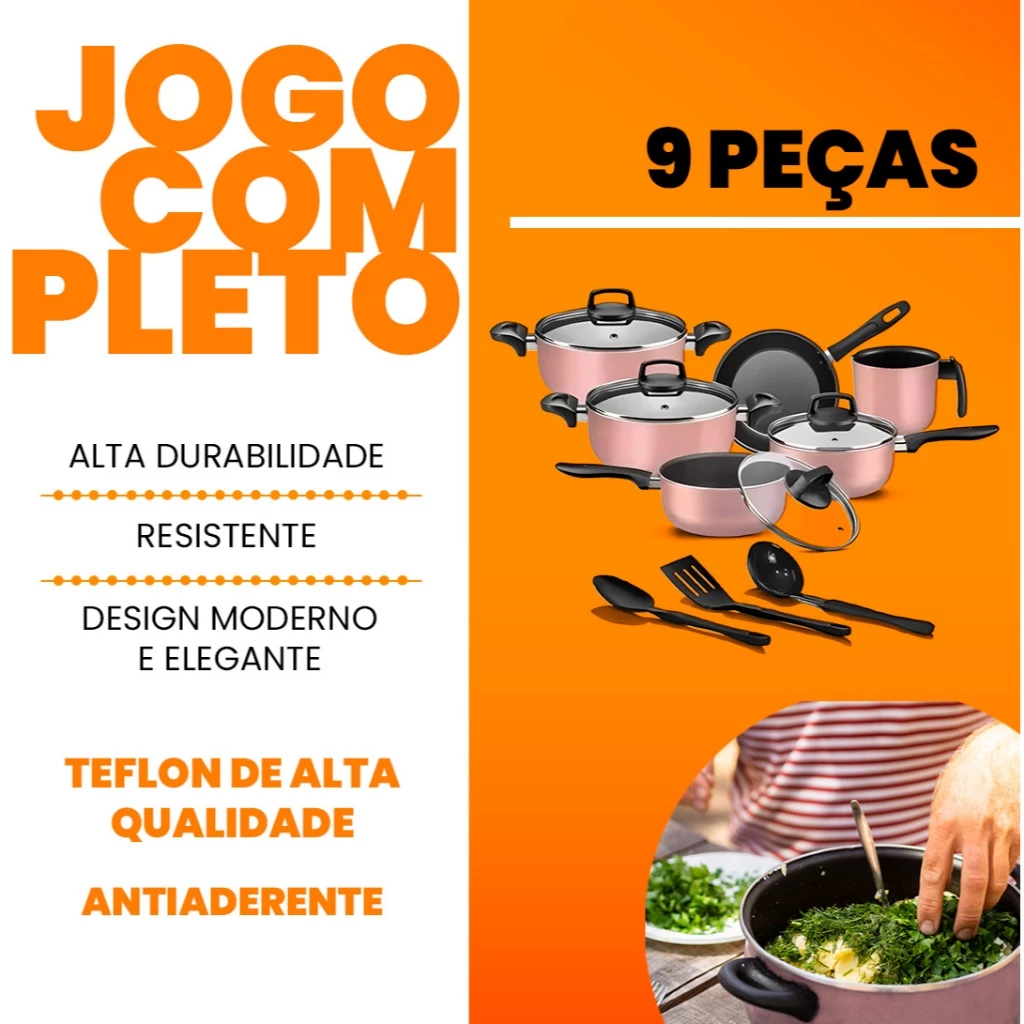 JOGO
COM
PLETO
ALTA DURABILIDADE
RESISTENTE
DESIGN MODERNO
E ELEGANTE
TEFLON DE ALTA
QUALIDADE
ANTIADERENTE
9 PEÇAS